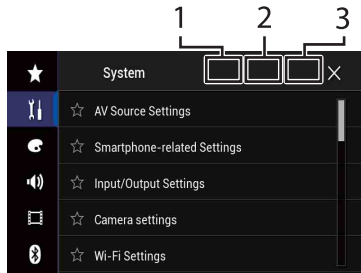 1 2 3
System
AV Source Settings
Smartphone-related Settings
Input/Output Settings
Camera settings
Wi-Fi Settings